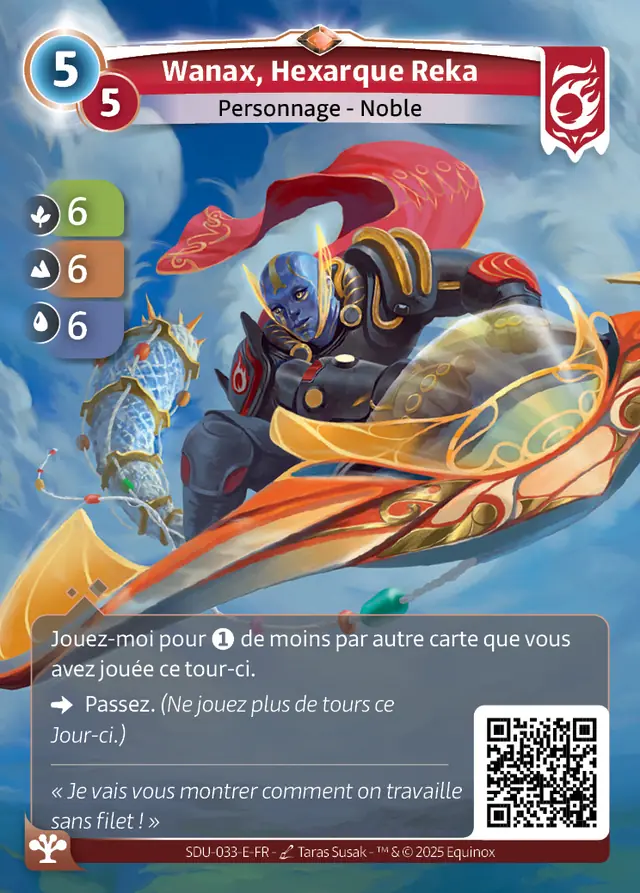 5
5
Wanax, Hexarque Reka
Personnage - Noble
6
6
6
Jouez-moi pour 1 de moins par autre carte que vous
avez jouée ce tour-ci.
Passez. (Ne jouez plus de tours ce
Jour-ci.)
« Je vais vous montrer comment on travaille
sans filet ! »
SDU-033-E-FR - Taras Susak - ™ & © 2025 Equinox